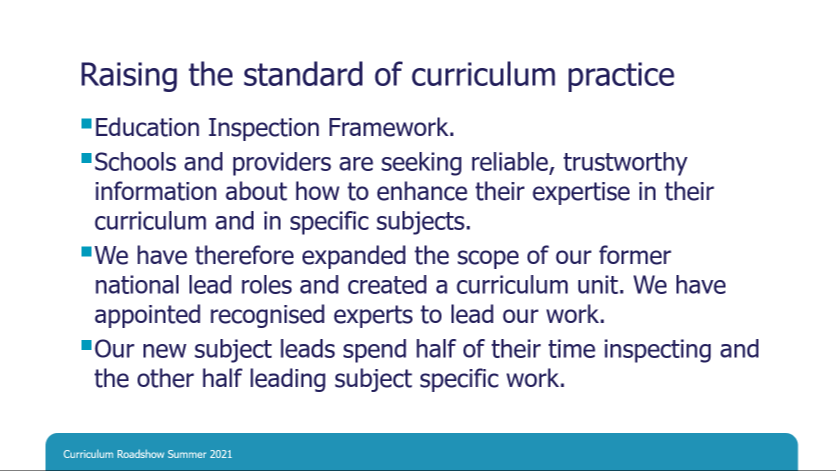 Raising the standard of curriculum practice
Education Inspection Framework.
Schools and providers are seeking reliable, trustworthy
information about how to enhance their expertise in their
curriculum and in specific subjects.
We have therefore expanded the scope of our former
national lead roles and created a curriculum unit. We have
appointed recognised experts to lead our work.
Our new subject leads spend half of their time inspecting and
the other half leading subject specific work.
Curriculum Roadshow Summer 2021